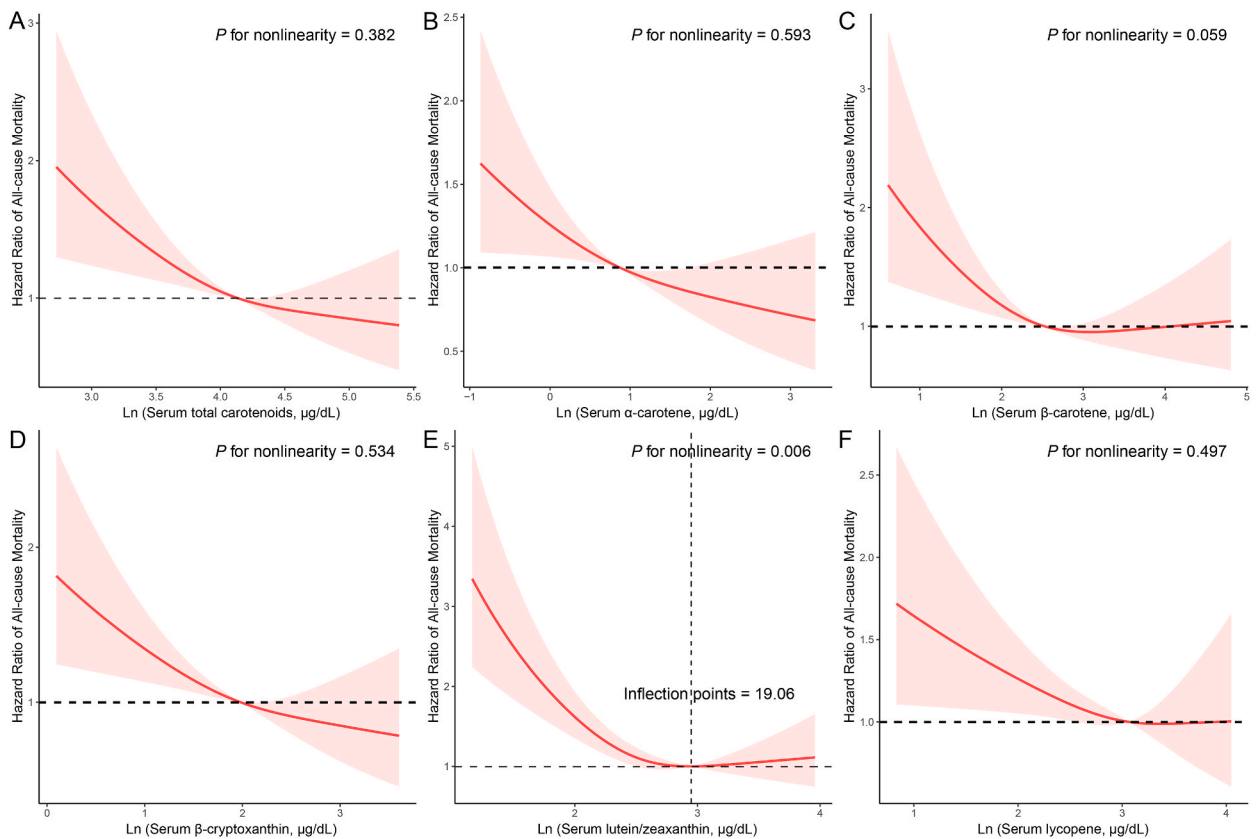 A
P for nonlinearity = 0.382
Hazard Ratio of All-cause Mortality
3
2
1
3.0 3.5 4.0 4.5 5.0 5.5
Ln (Serum total carotenoids, µg/dL)
B
P for nonlinearity = 0.593
Hazard Ratio of All-cause Mortality
2.5
2.0
1.5
1.0
0.5
−1 0 1 2 3
Ln (Serum α-carotene, µg/dL)
C
P for nonlinearity = 0.059
Hazard Ratio of All-cause Mortality
3
2
1
1 2 3 4 5
Ln (Serum β-carotene, µg/dL)
D
P for nonlinearity = 0.534
Hazard Ratio of All-cause Mortality
2
1
0 1 2 3
Ln (Serum β-cryptoxanthin, µg/dL)
E
P for nonlinearity = 0.006
Hazard Ratio of All-cause Mortality
5
4
3
2
1
Inflection points = 19.06
2 3 4
Ln (Serum lutein/zeaxanthin, µg/dL)
F
P for nonlinearity = 0.497
Hazard Ratio of All-cause Mortality
2.5
2.0
1.5
1.0
1 2 3 4
Ln (Serum lycopene, µg/dL)